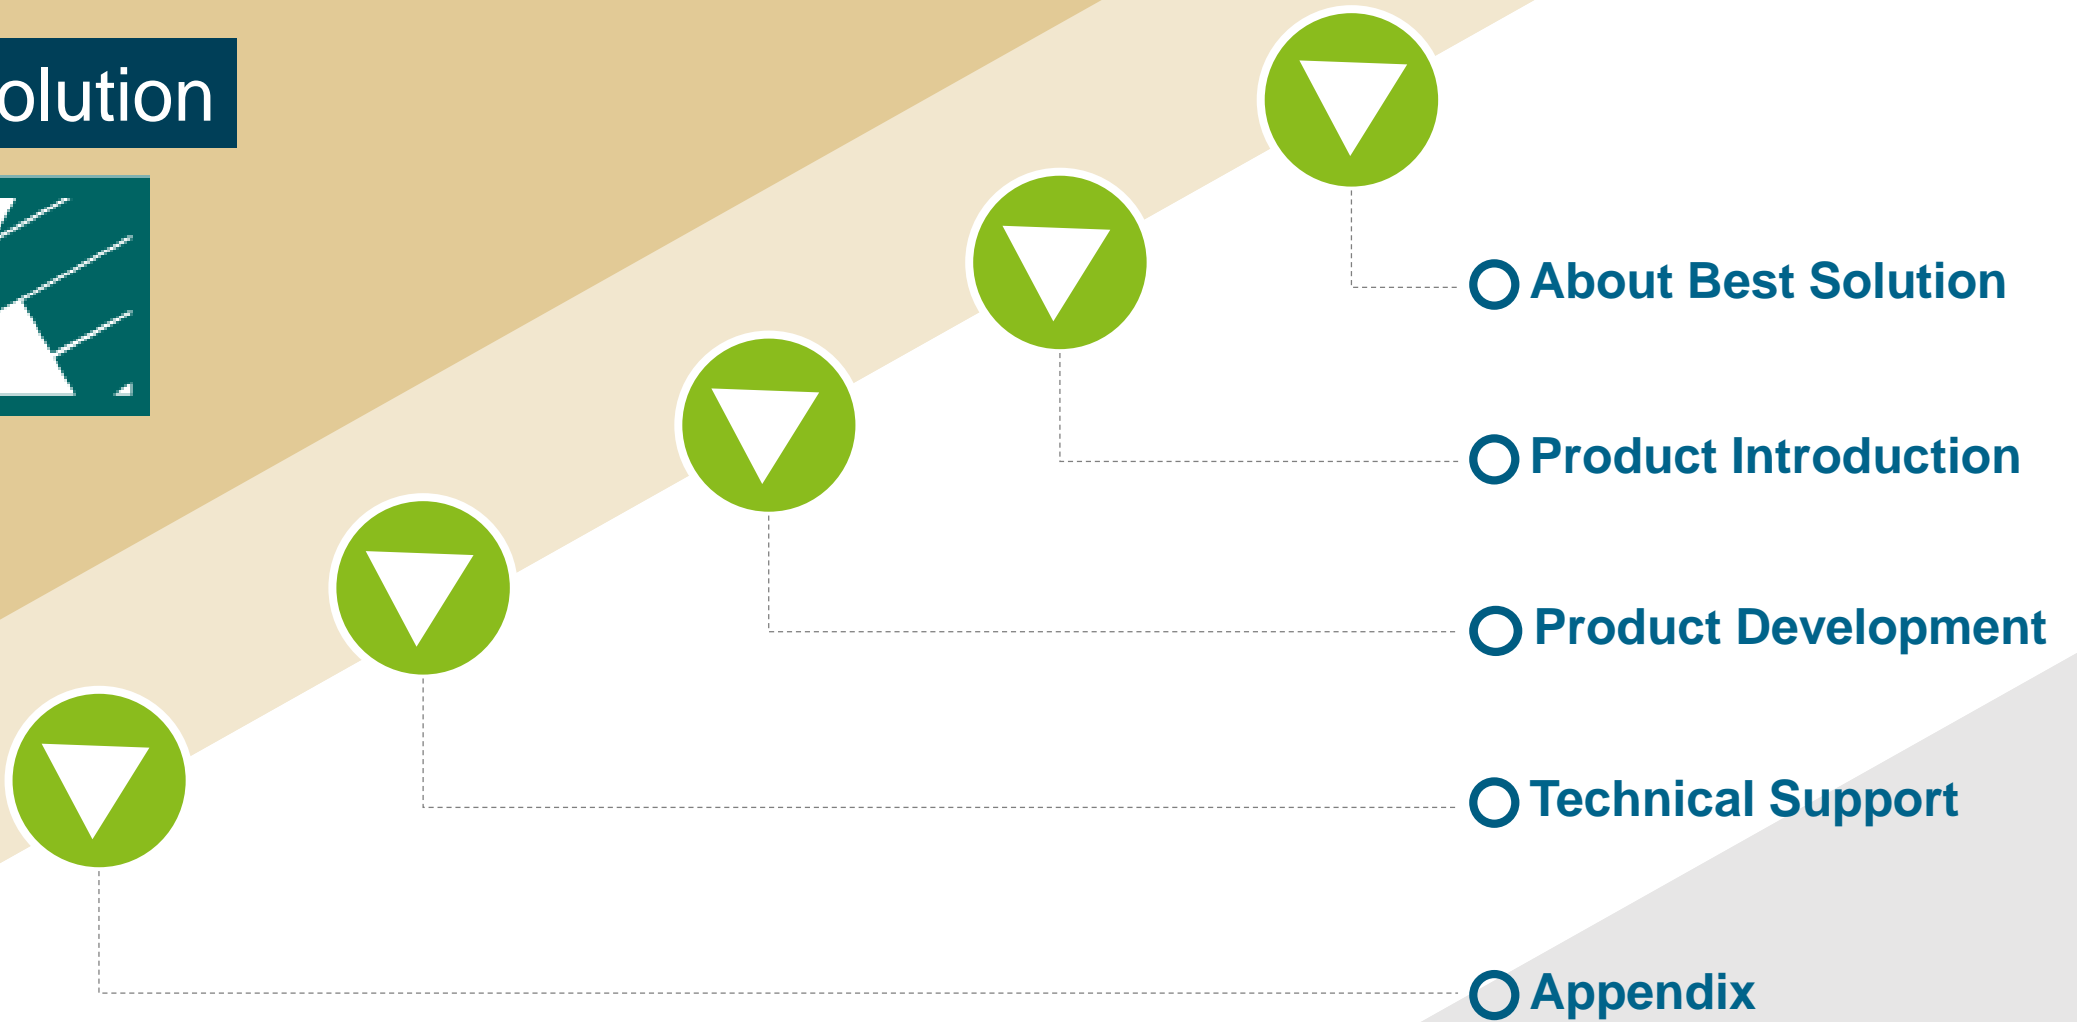 olution
About Best Solution
Product Introduction
Product Development
Technical Support
Appendix